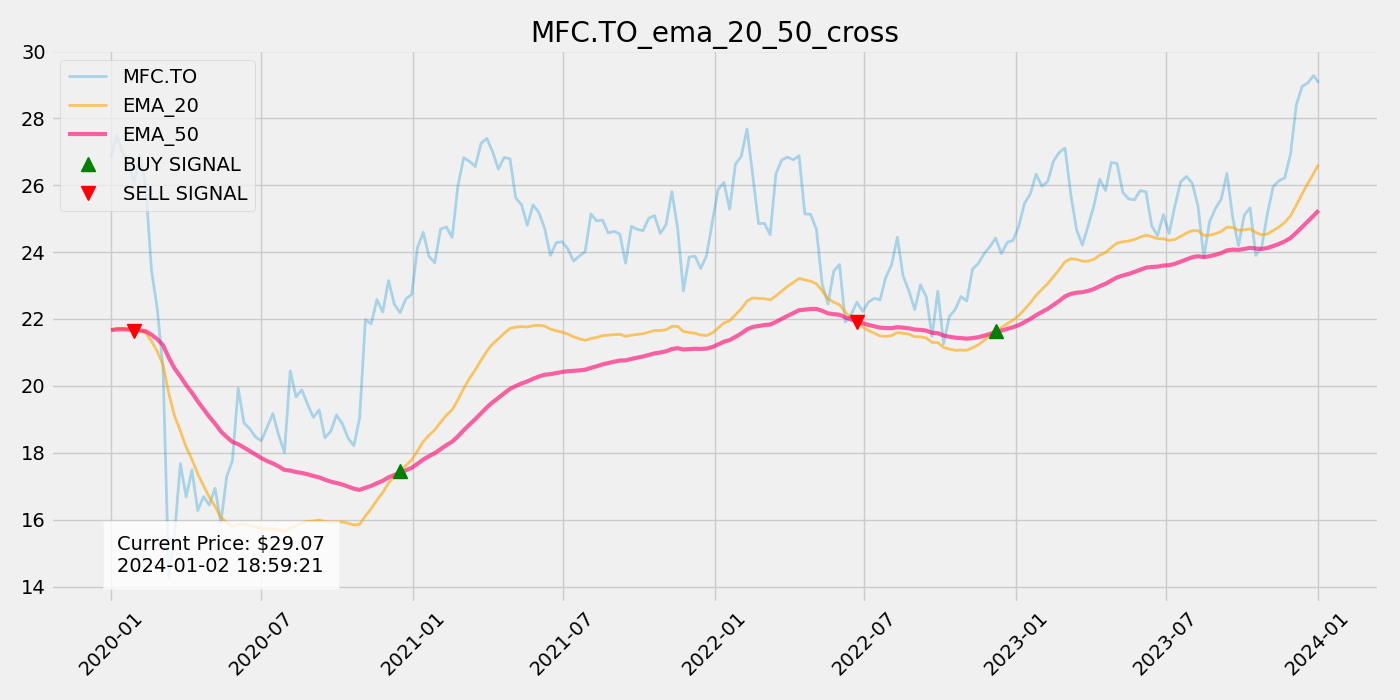 MFC.TO_ema_20_50_cross
30
28
26
24
22
20
18
16
14
MFC.TO
EMA_20
EMA_50
BUY SIGNAL
SELL SIGNAL
Current Price: $29.07
2024-01-02 18:59:21
2020-01
2020-07
2021-01
2021-07
2022-01
2022-07
2023-01
2023-07
2024-01